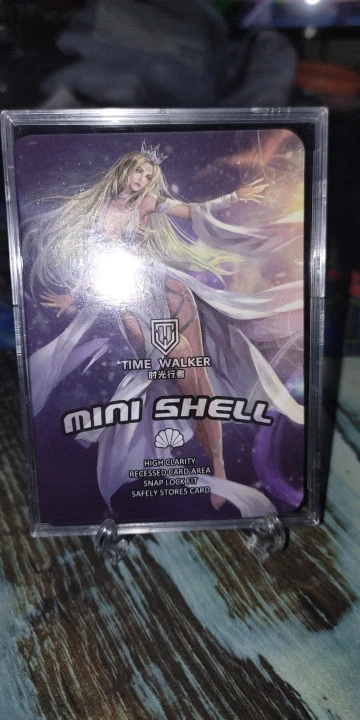 TIME WALKER
时光行者
MINI SHELL
HIGH CLARITY
RECESSED CARD AREA
SNAP LOCK FIT
SAFELY STORES CARD